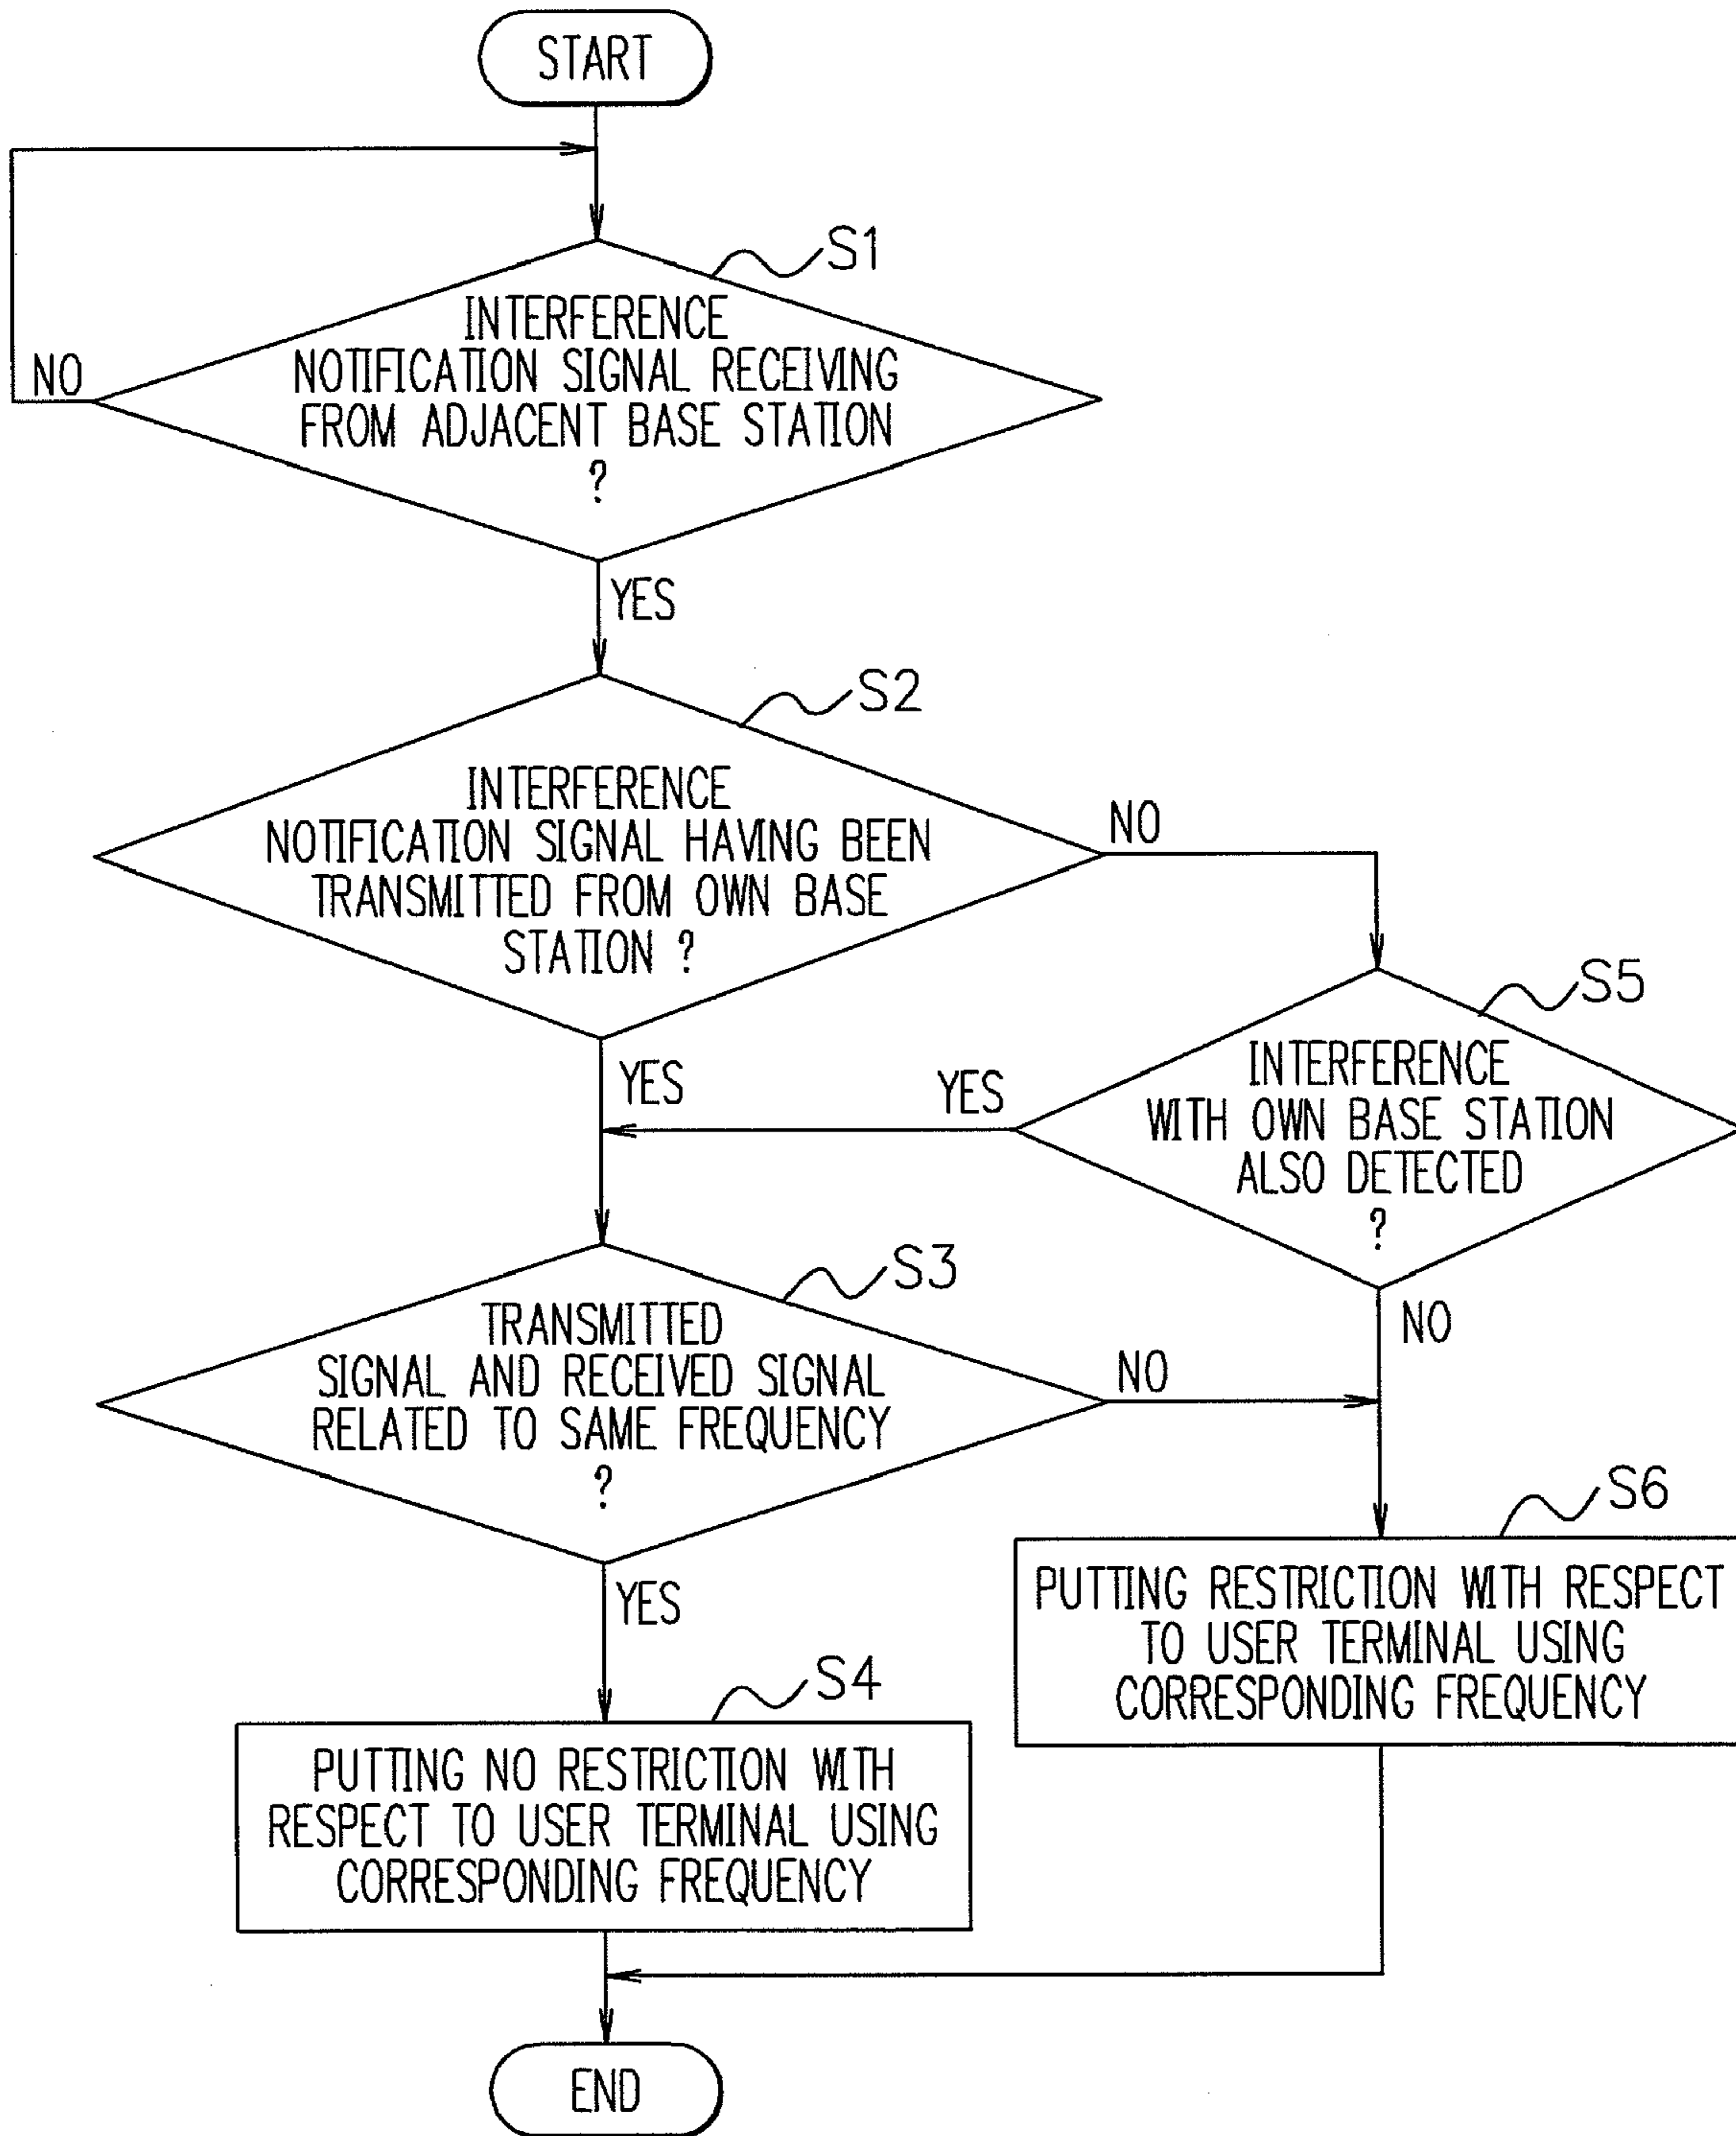 START
S1
INTERFERENCE
NOTIFICATION SIGNAL RECEIVING
FROM ADJACENT BASE STATION
?
NO
YES
S2
INTERFERENCE
NOTIFICATION SIGNAL HAVING BEEN
TRANSMITTED FROM OWN BASE
STATION ?
NO
YES
S5
INTERFERENCE
WITH OWN BASE STATION
ALSO DETECTED
?
YES
NO
S3
TRANSMITTED
SIGNAL AND RECEIVED SIGNAL
RELATED TO SAME FREQUENCY
?
NO
YES
S6
PUTTING RESTRICTION WITH RESPECT
TO USER TERMINAL USING
CORRESPONDING FREQUENCY
S4
PUTTING NO RESTRICTION WITH
RESPECT TO USER TERMINAL USING
CORRESPONDING FREQUENCY
END